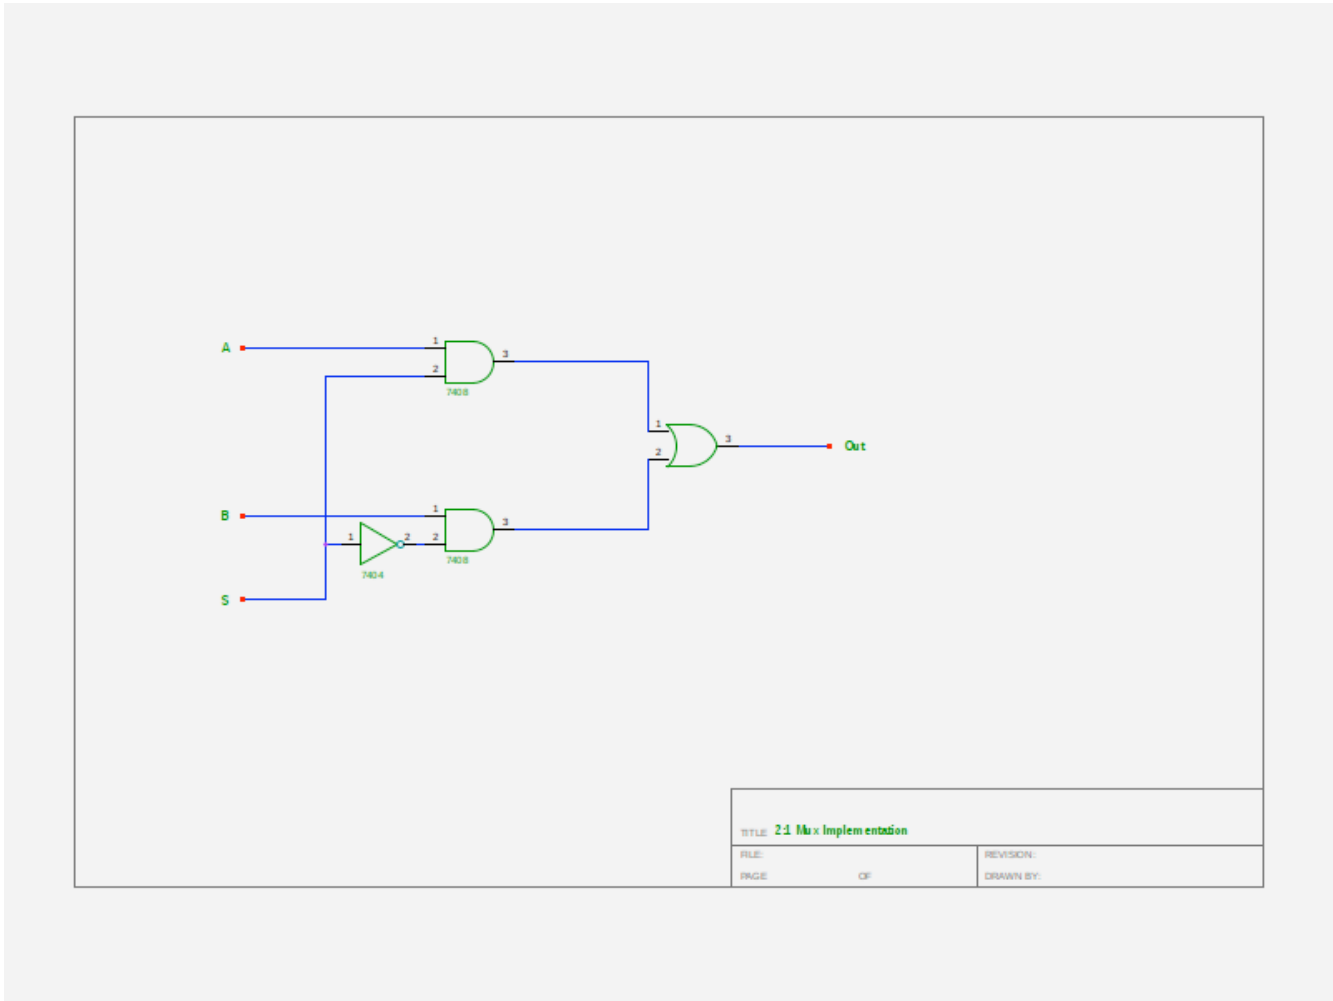 A
1
2
3
7408
1
2
3
Out
B
1
2
3
1
2
7404
7408
S
TITLE 2:1 Mux Implementation
FILE: REVISION:
PAGE OF DRAWN BY: